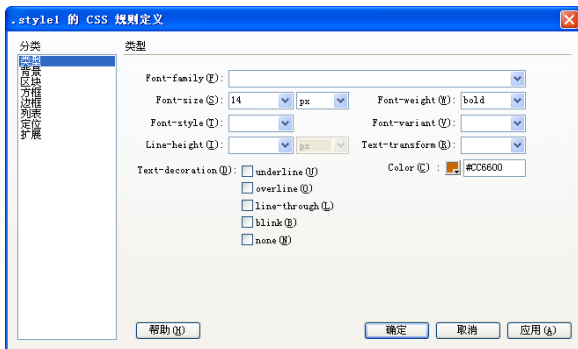 .style1 的 CSS 规则定义
分类
类型
类型
背景
区块
方框
边框
列表
定位
扩展
Font-family(F):
Font-size(S): 14 px Font-weight(W): bold
Font-style(T): Font-variant(V):
Line-height(I): px Text-transform(R):
Text-decoration(D): underline(U) Color(C) : #CC6600
overline(O)
line-through(L)
blink(B)
none(N)
帮助(H) 确定 取消 应用(A)